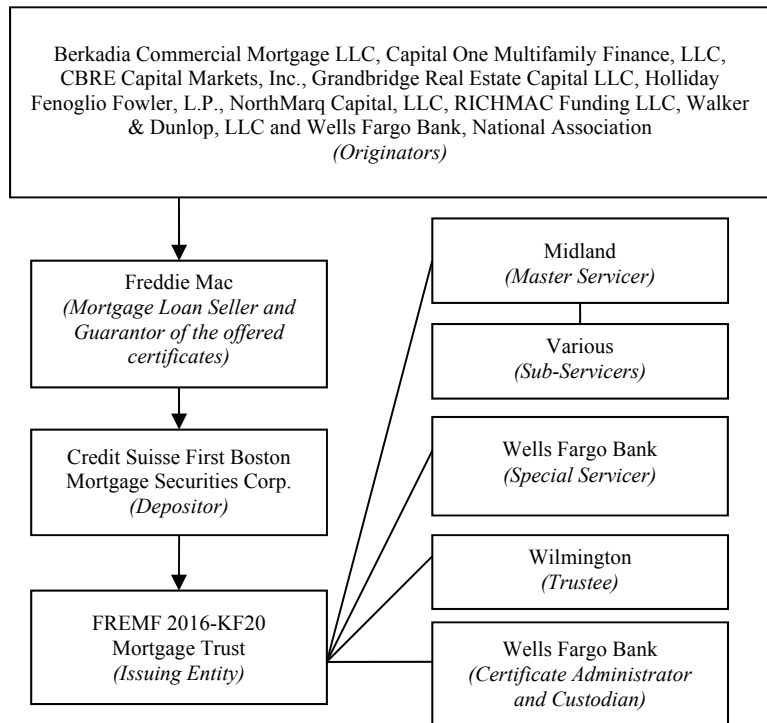 Berkadia Commercial Mortgage LLC, Capital One Multifamily Finance, LLC,
CBRE Capital Markets, Inc., Grandbridge Real Estate Capital LLC, Holliday
Fenoglio Fowler, L.P., NorthMarq Capital, LLC, RICHMAC Funding LLC, Walker
& Dunlop, LLC and Wells Fargo Bank, National Association
(Originators)
Freddie Mac
(Mortgage Loan Seller and
Guarantor of the offered
certificates)
Credit Suisse First Boston
Mortgage Securities Corp.
(Depositor)
FREMF 2016-KF20
Mortgage Trust
(Issuing Entity)
Midland
(Master Servicer)
Various
(Sub-Servicers)
Wells Fargo Bank
(Special Servicer)
Wilmington
(Trustee)
Wells Fargo Bank
(Certificate Administrator
and Custodian)